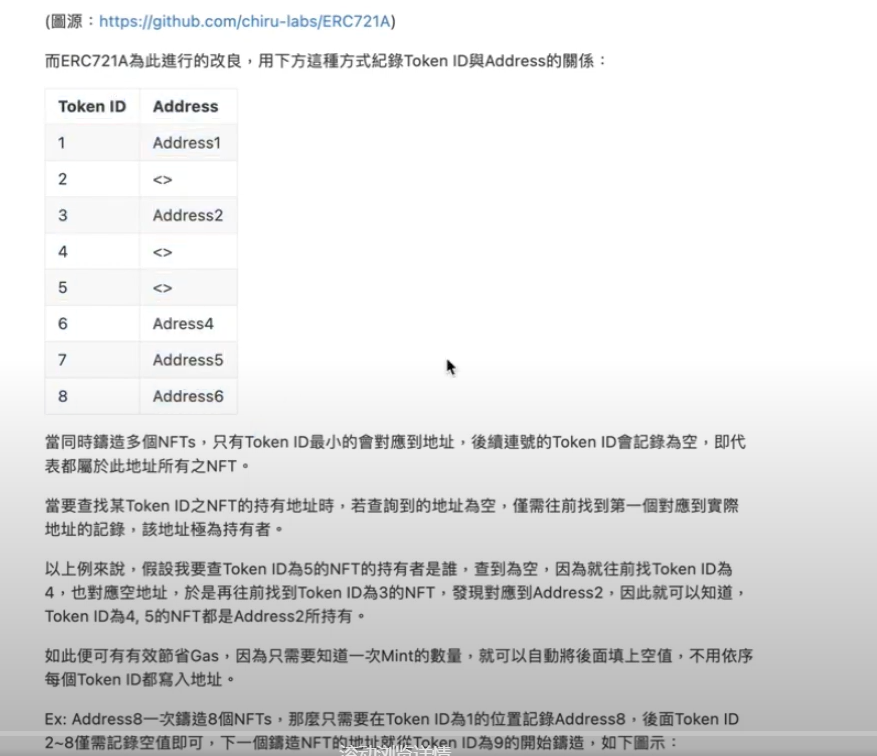 (圖源：https://github.com/chiru-labs/ERC721A)
而ERC721A為此進行的改良，用下方這種方式紀錄Token ID與Address的關係：
Token ID Address
1 Address1
2 <>
3 Address2
4 <>
5 <>
6 Adress4
7 Address5
8 Address6
當同時鑄造多個NFTs，只有Token ID最小的會對應到地址，後續連號的Token ID會記錄為空，即代
表都屬於此地址所有之NFT。
當要查找某Token ID之NFT的持有地址時，若查詢到的地址為空，僅需往前找到第一個對應到實際
地址的記錄，該地址極為持有者。
以上例來說，假設我要查Token ID為5的NFT的持有者是誰，查到為空，因為就往前找Token ID為
4，也對應空地址，於是再往前找到Token ID為3的NFT，發現對應到Address2，因此就可以知道，
Token ID為4, 5的NFT都是Address2所持有。
如此便可有有效節省Gas，因為只需要知道一次Mint的數量，就可以自動將後面填上空值，不用依序
每個Token ID都寫入地址。
Ex: Address8一次鑄造8個NFTs，那麼只需要在Token ID為1的位置記錄Address8，後面Token ID
2~8僅需記錄空值即可，下一個鑄造NFT的地址就從Token ID為9的開始鑄造，如下圖示：
滚动浏览详情